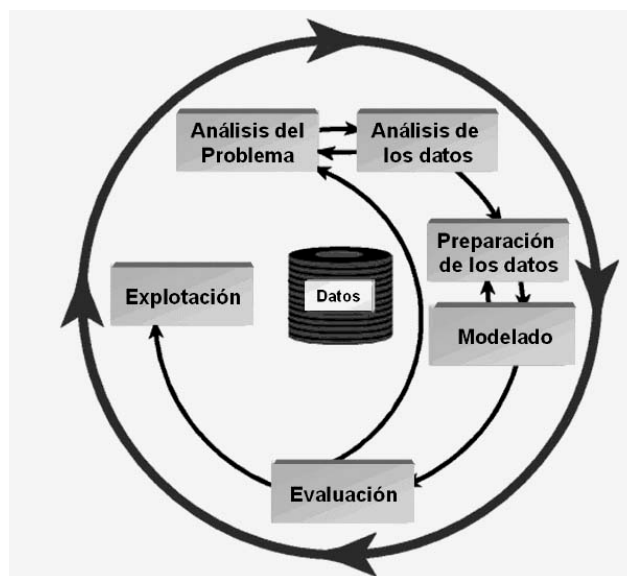 Análisis del
Problema
Análisis de
los datos
Preparación
de los datos
Explotación
Datos
Modelado
Evaluación